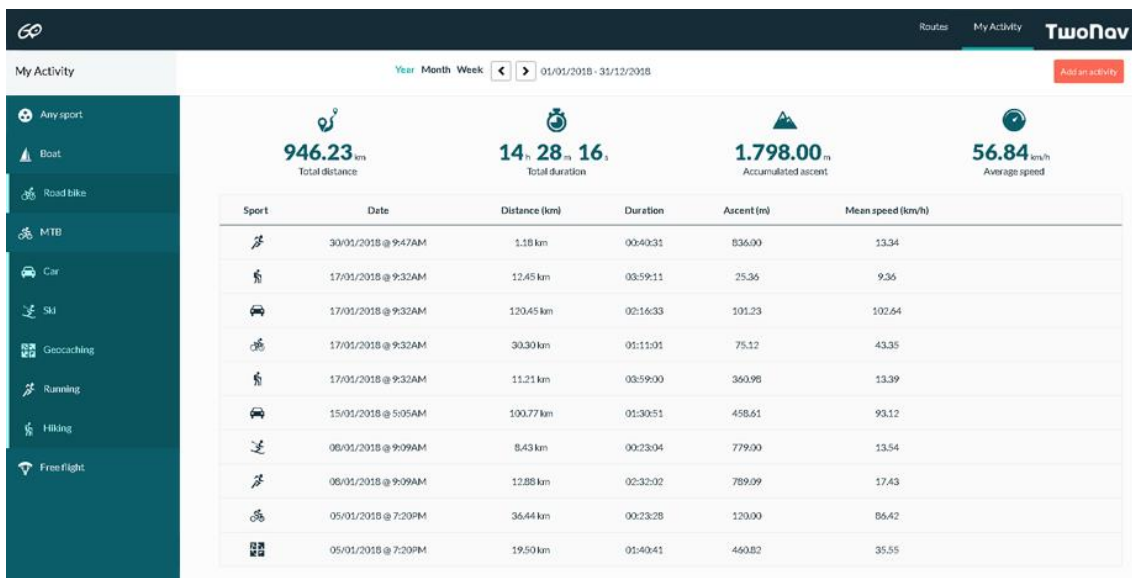 GO
Routes My Activity TwoNav
My Activity
Year Month Week 01/01/2018 - 31/12/2018
Add an activity
Any sport
Boat
Road bike
MTB
Car
Ski
Geocaching
Running
Hiking
Free flight
946.23 km
Total distance
14 h 28 m 16 s
Total duration
1.798.00 m
Accumulated ascent
56.84 km/h
Average speed
Sport Date Distance (km) Duration Ascent (m) Mean speed (km/h)
30/01/2018 @ 9:47AM 1.18 km 00:40:31 836.00 13.34
17/01/2018 @ 9:32AM 12.45 km 03:59:11 25.36 9.36
17/01/2018 @ 9:32AM 120.45 km 02:16:33 101.23 102.64
17/01/2018 @ 9:32AM 30.30 km 01:11:01 75.12 43.35
17/01/2018 @ 9:32AM 11.21 km 03:59:00 360.98 13.39
15/01/2018 @ 5:05AM 100.77 km 01:30:51 458.61 93.12
08/01/2018 @ 9:09AM 8.43 km 00:23:04 779.00 13.54
08/01/2018 @ 9:09AM 12.88 km 02:32:02 789.09 17.43
05/01/2018 @ 7:20PM 36.44 km 00:23:28 120.00 86.42
05/01/2018 @ 7:20PM 19.50 km 01:40:41 460.82 35.55